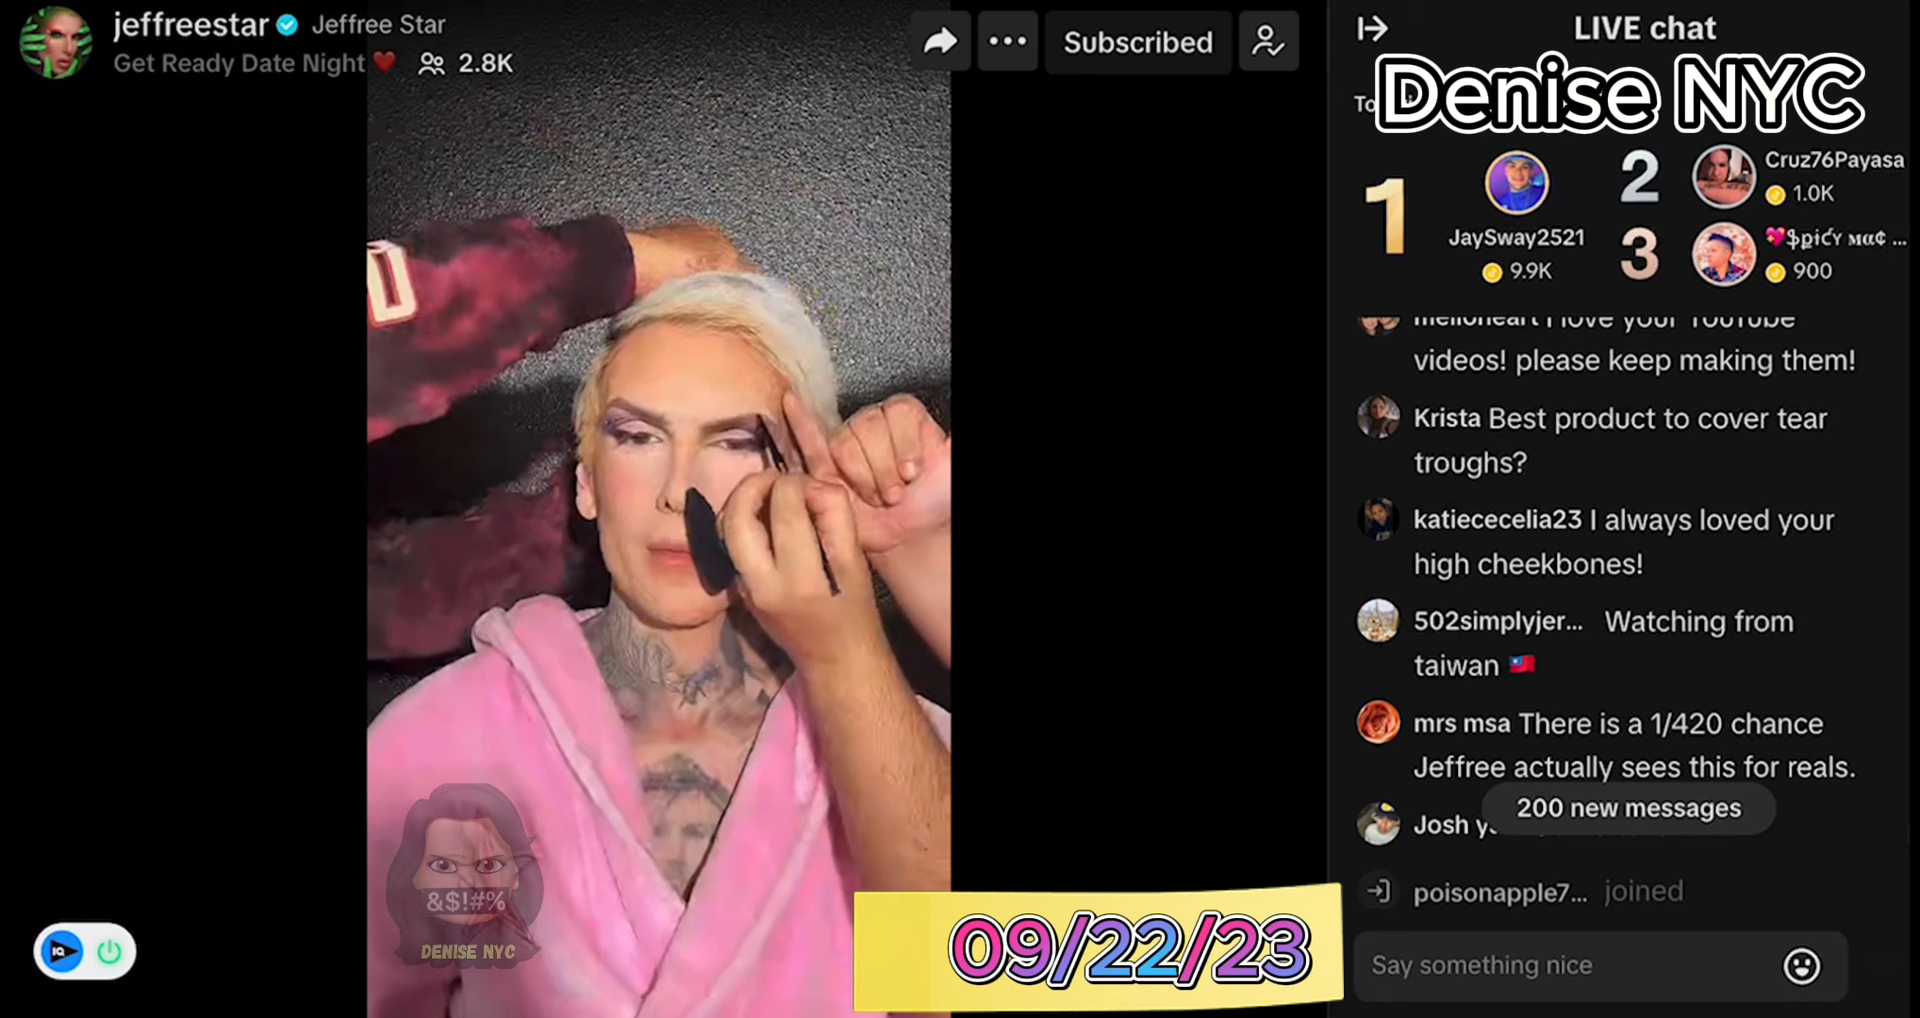 jeffreestar Jeffree Star
Get Ready Date Night ❤️ 2.8K
Subscribed
LIVE chat
Denise NYC
1
JaySway2521
9.9K
2
Cruz76Payasa
1.0K
3
900
videos! please keep making them!
Krista Best product to cover tear
troughs?
katiececelia23 I always loved your
high cheekbones!
502simplyjer... Watching from
taiwan 🇹🇼
mrs msa There is a 1/420 chance
Jeffree actually sees this for reals.
200 new messages
Josh
poisonapple7... joined
Say something nice
&$!#%
DENISE NYC
09/22/23
IQ